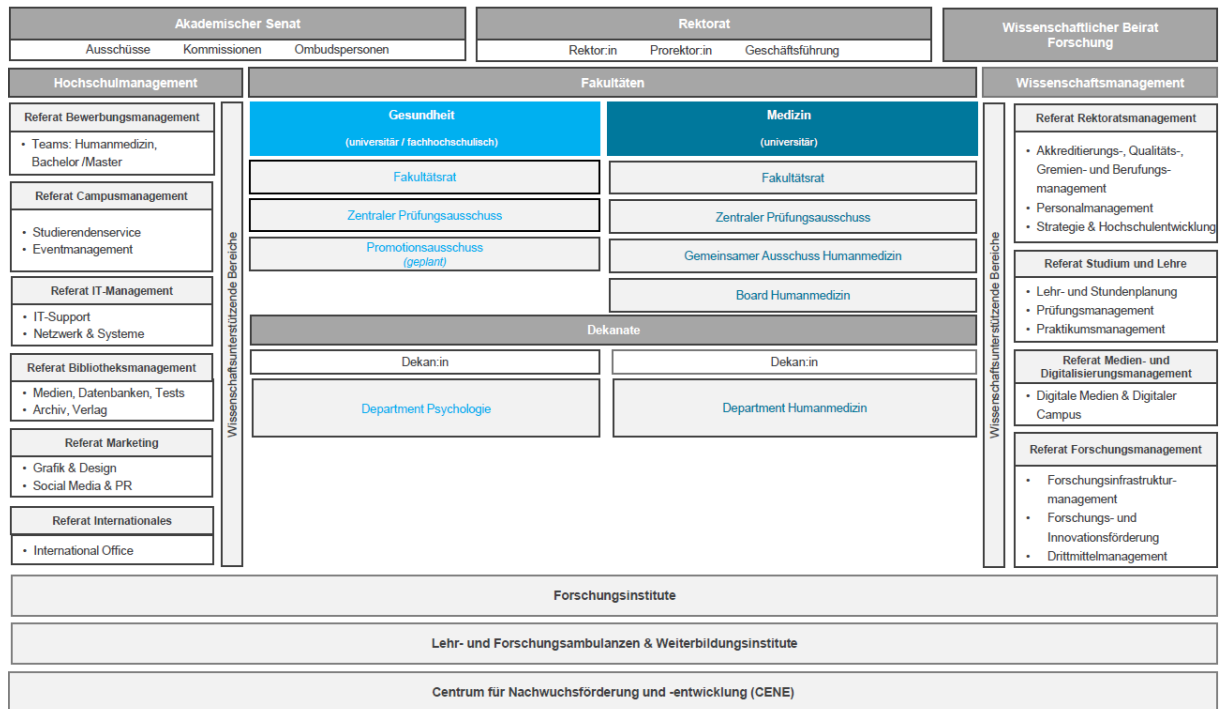 Akademischer Senat
Ausschüsse Kommissionen Ombudspersonen
Rektorat
Rektor:in Prorektor:in Geschäftsführung
Wissenschaftlicher Beirat
Forschung
Hochschulmanagement
Referat Bewerbungsmanagement
• Teams: Humanmedizin,
Bachelor /Master
Referat Campusmanagement
• Studierendenservice
• Eventmanagement
Referat IT-Management
• IT-Support
• Netzwerk & Systeme
Referat Bibliotheksmanagement
• Medien, Datenbanken, Tests
• Archiv, Verlag
Referat Marketing
• Grafik & Design
• Social Media & PR
Referat Internationales
• International Office
Wissenschaftsunterstützende Bereiche
Fakultäten
Gesundheit
(universitär / fachhochschulisch)
Fakultätsrat
Zentraler Prüfungsausschuss
Promotionsausschuss
(geplant)
Medizin
(universitär)
Fakultätsrat
Zentraler Prüfungsausschuss
Gemeinsamer Ausschuss Humanmedizin
Board Humanmedizin
Dekanate
Dekan:in
Department Psychologie
Dekan:in
Department Humanmedizin
Wissenschaftsunterstützende Bereiche
Wissenschaftsmanagement
Referat Rektoratsmanagement
• Akkreditierungs-, Qualitäts-,
Gremien- und Berufungs-
management
• Personalmanagement
• Strategie & Hochschulentwicklung
Referat Studium und Lehre
• Lehr- und Stundenplanung
• Prüfungsmanagement
• Praktikumsmanagement
Referat Medien- und
Digitalisierungsmanagement
• Digitale Medien & Digitaler
Campus
Referat Forschungsmanagement
• Forschungsinfrastruktur-
management
• Forschungs- und
Innovationsförderung
• Drittmittelmanagement
Forschungsinstitute
Lehr- und Forschungsambulanzen & Weiterbildungsinstitute
Centrum für Nachwuchsförderung und -entwicklung (CENE)